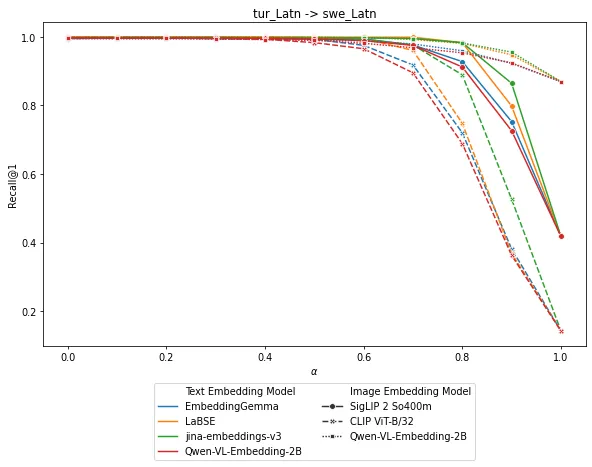 tur_Latn -> swe_Latn
Recall@1
1.0
0.8
0.6
0.4
0.2
0.0 0.2 0.4 0.6 0.8 1.0
α
Text Embedding Model
EmbeddingGemma
LaBSE
jina-embeddings-v3
Qwen-VL-Embedding-2B
Image Embedding Model
SigLIP 2 So400m
CLIP ViT-B/32
Qwen-VL-Embedding-2B